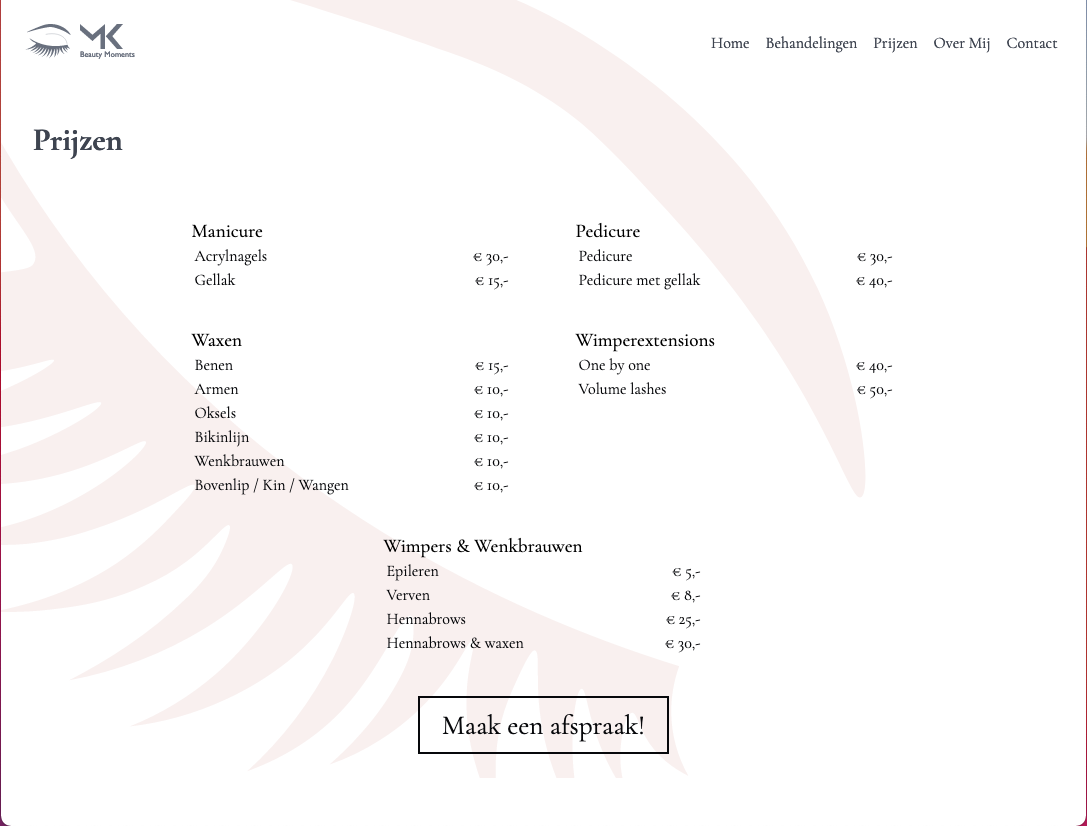 MK
Beauty Moments
Home Behandelingen Prijzen Over Mij Contact
Prijzen
Manicure
Acrylnagels € 30,-
Gellak € 15,-
Pedicure
Pedicure € 30,-
Pedicure met gellak € 40,-
Waxen
Benen € 15,-
Armen € 10,-
Oksels € 10,-
Bikinlijn € 10,-
Wenkbrauwen € 10,-
Bovenlip / Kin / Wangen € 10,-
Wimperextensions
One by one € 40,-
Volume lashes € 50,-
Wimpers & Wenkbrauwen
Epileren € 5,-
Verven € 8,-
Hennabrows € 25,-
Hennabrows & waxen € 30,-
Maak een afspraak!